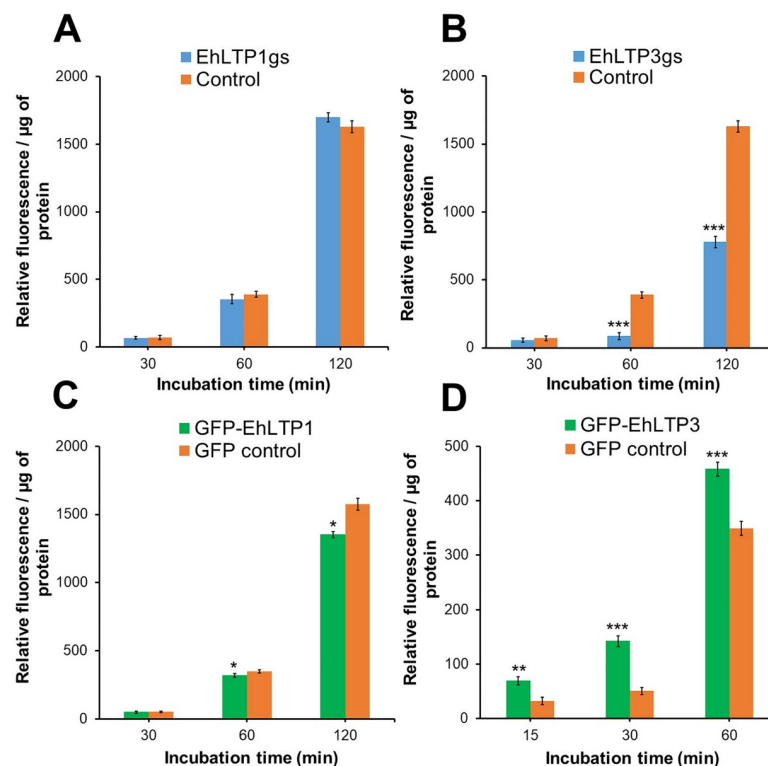 A
EhLTP1gs
Control
Relative fluorescence / μg of
protein
2000
1500
1000
500
0
30 60 120
Incubation time (min)
B
EhLTP3gs
Control
Relative fluorescence / μg of
protein
2000
1500
1000
500
0
***
***
30 60 120
Incubation time (min)
C
GFP-EhLTP1
GFP control
Relative fluorescence / μg of
protein
2000
1500
1000
500
0
*
*
30 60 120
Incubation time (min)
D
GFP-EhLTP3
GFP control
Relative fluorescence / μg of
protein
500
400
300
200
100
0
**
***
***
15 30 60
Incubation time (min)